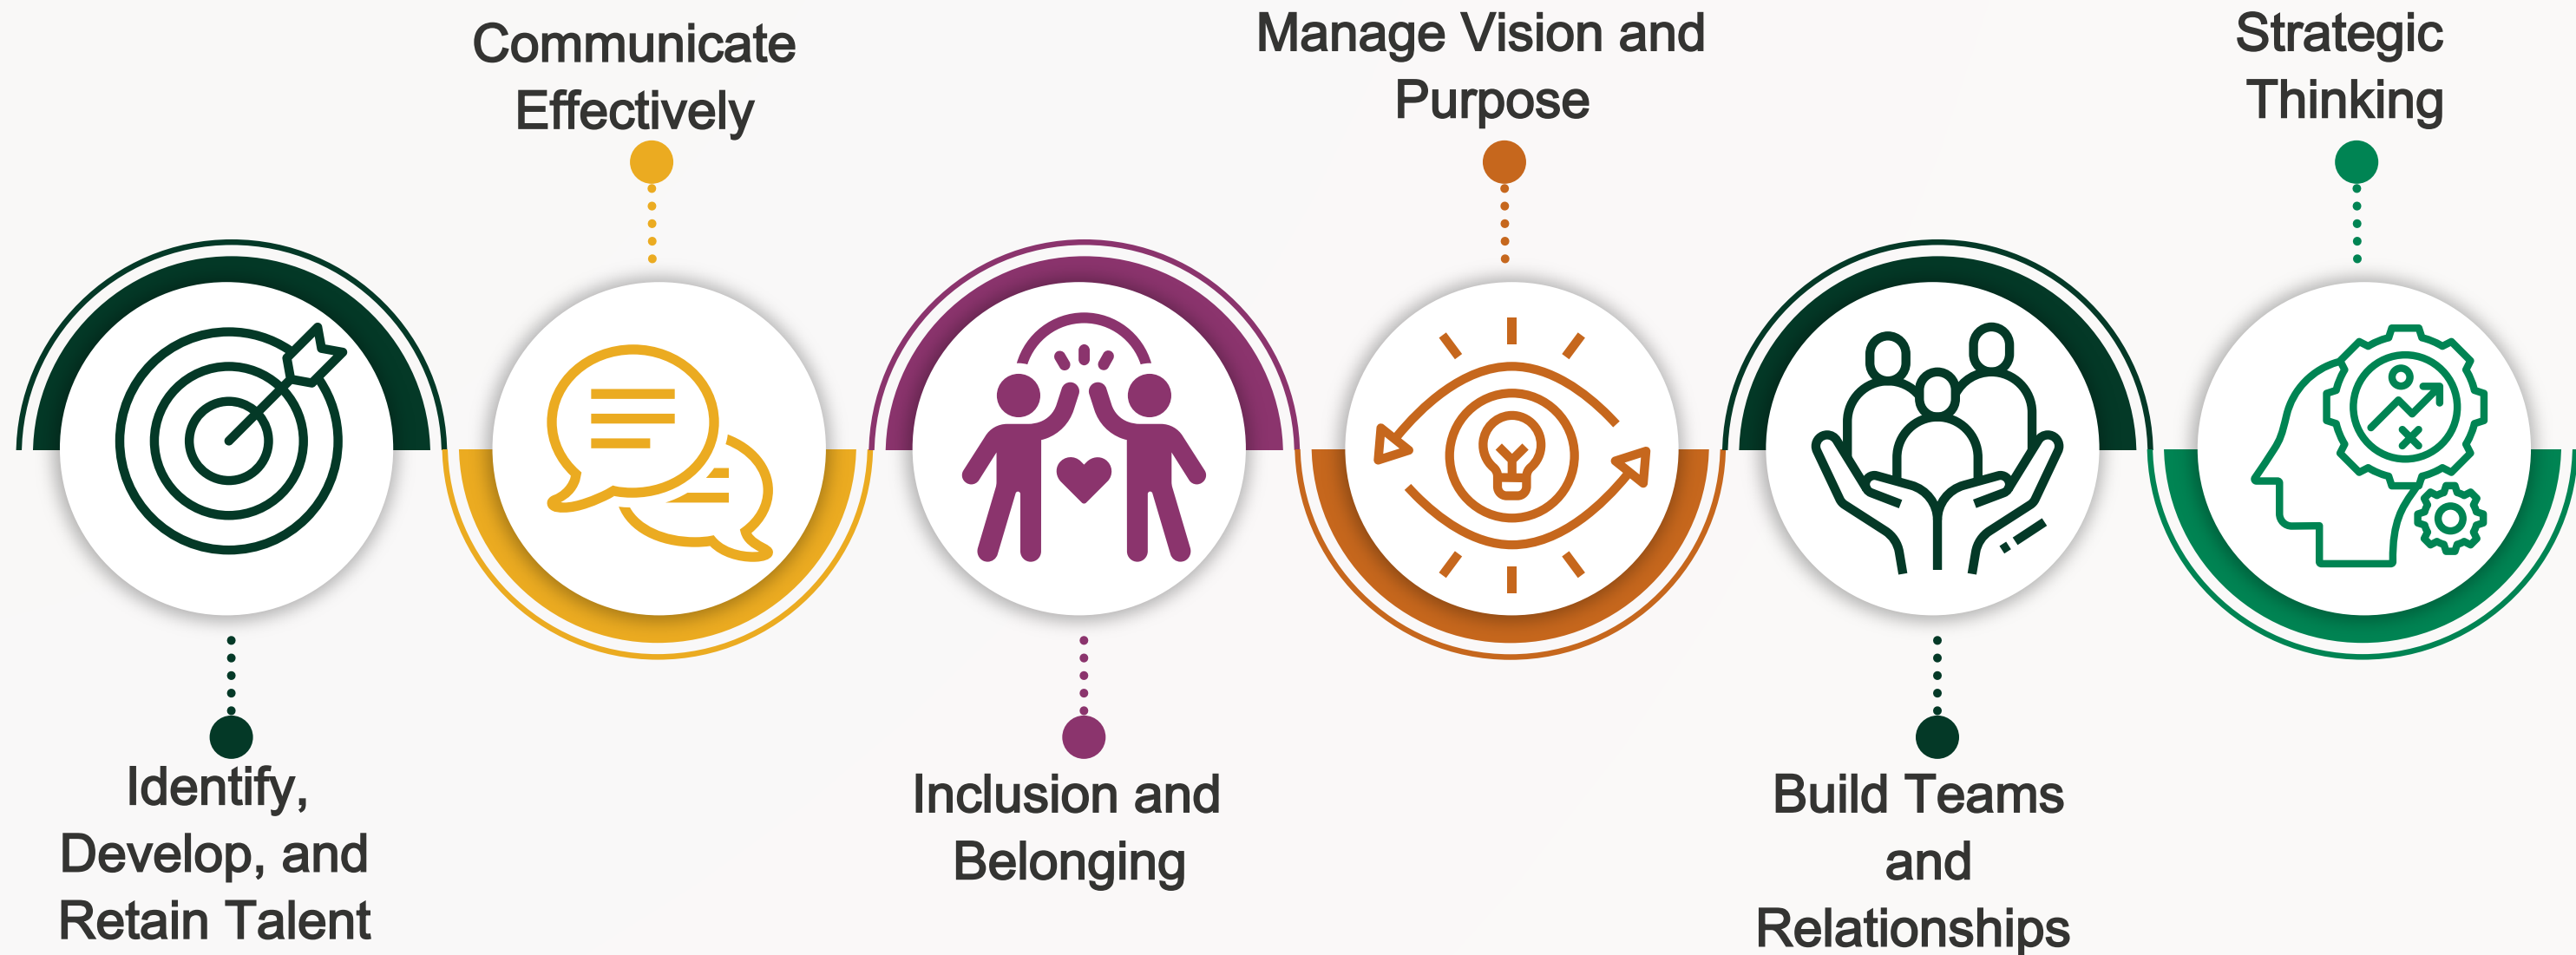 Identify,
Develop, and
Retain Talent
Communicate
Effectively
Inclusion and
Belonging
Manage Vision and
Purpose
Build Teams
and
Relationships
Strategic
Thinking